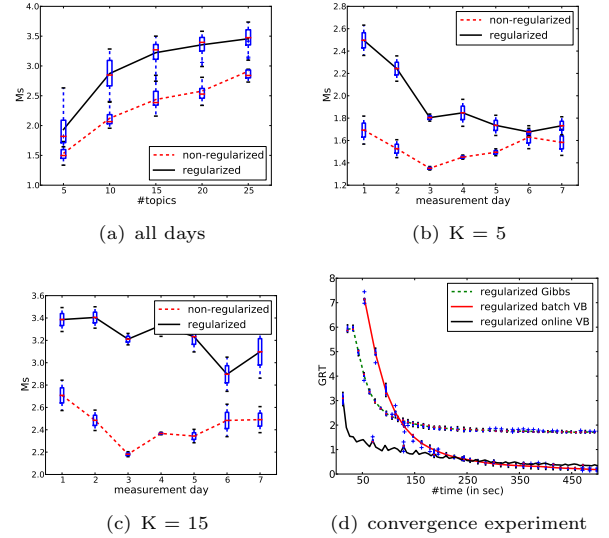 4.0
3.5
3.0
2.5
2.0
1.5
1.0
Ms
non-regularized
regularized
5 10 15 20 25
#topics
(a) all days
2.8
2.6
2.4
2.2
2.0
1.8
1.6
1.4
1.2
Ms
non-regularized
regularized
1 2 3 4 5 6 7
measurement day
(b) K = 5
3.6
3.4
3.2
3.0
2.8
2.6
2.4
2.2
2.0
Ms
non-regularized
regularized
1 2 3 4 5 6 7
measurement day
(c) K = 15
8
7
6
5
4
3
2
1
0
GRT
regularized Gibbs
regularized batch VB
regularized online VB
50 150 250 350 450
#time (in sec)
(d) convergence experiment